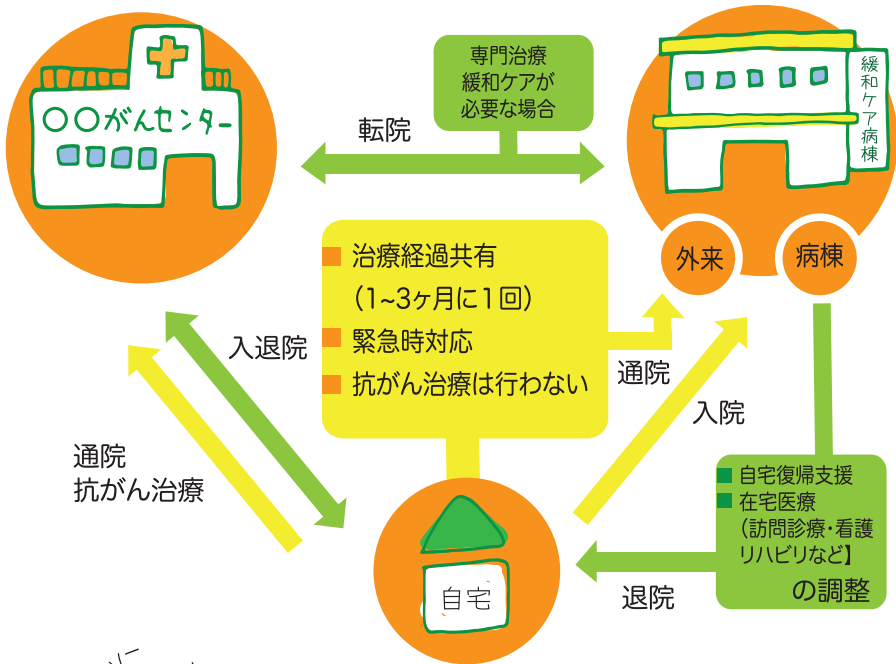 〇〇がんセンター
専門治療
緩和ケアが
必要な場合
転院
緩和ケア病棟
外来
病棟
治療経過共有
(1~3ヶ月に1回)
緊急時対応
抗がん治療は行わない
入退院
通院
抗がん治療
通院
入院
自宅復帰支援
在宅医療
(訪問診療・看護
リハビリなど】
の調整
退院
自宅